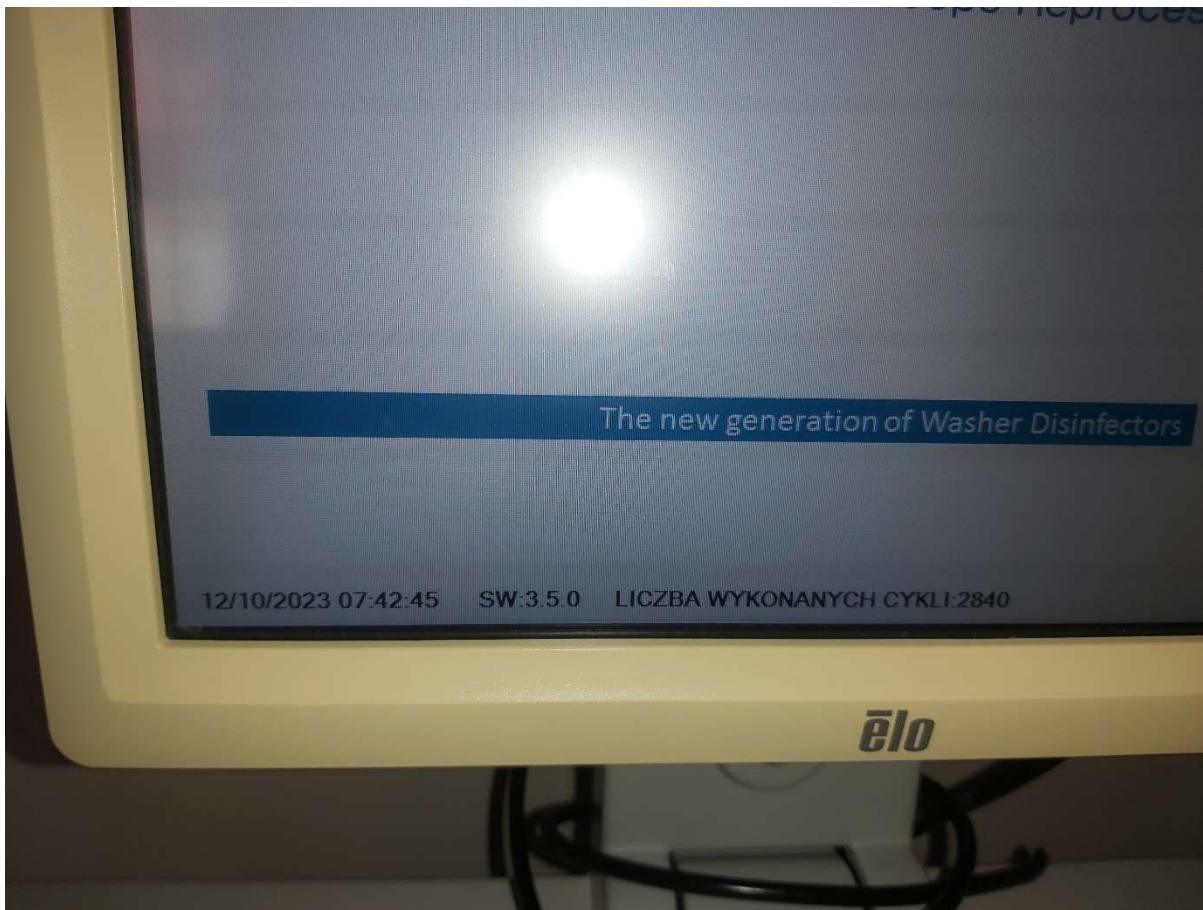 The new generation of Washer Disinfectors
12/10/2023 07:42:45 SW:3.5.0 LICZBA WYKONANYCH CYKLI:2840
ēlo